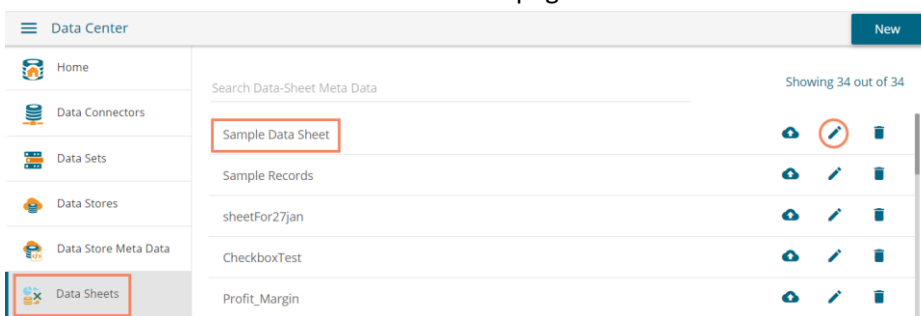 Data Center
New
Home
Data Connectors
Data Sets
Data Stores
Data Store Meta Data
Data Sheets
Search Data-Sheet Meta Data
Showing 34 out of 34
Sample Data Sheet
Sample Records
sheetFor27jan
CheckboxTest
Profit_Margin